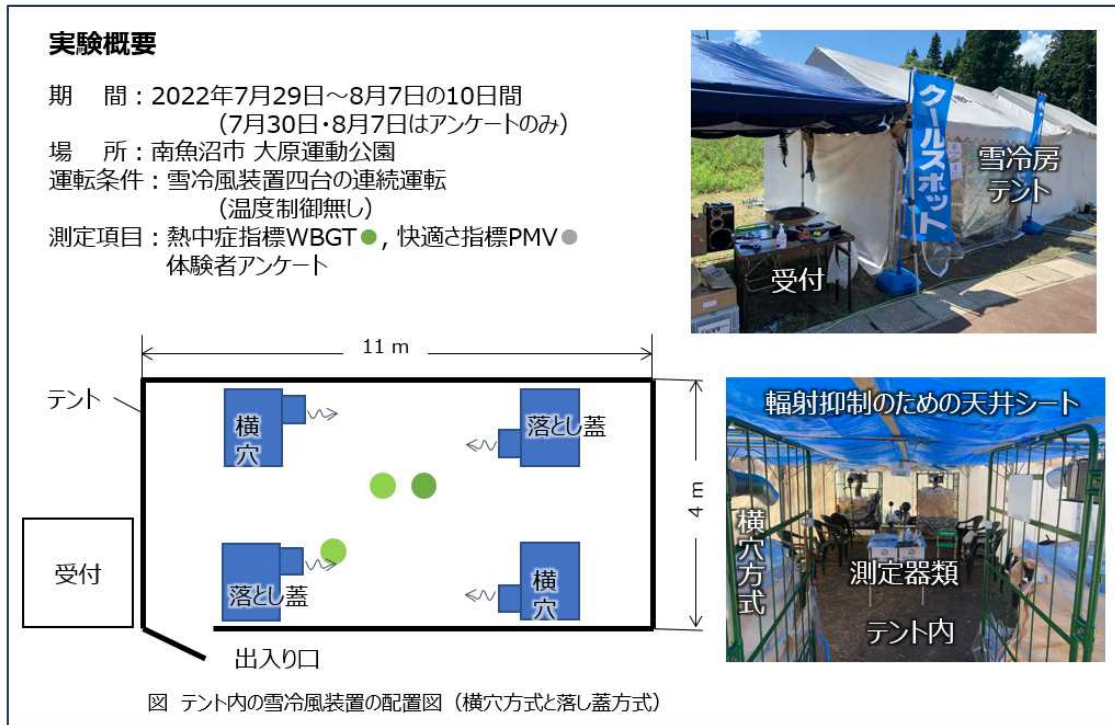 実験概要
期　間：2022年7月29日～8月7日の10日間
（7月30日・8月7日はアンケートのみ）
場　所：南魚沼市 大原運動公園
運転条件：雪冷風装置四台の連続運転
（温度制御無し）
測定項目：熱中症指標WBGT●，快適さ指標PMV●
体験者アンケート
クールスポット
雪冷房
テント
受付
11 m
テント
横穴
落とし蓋
4 m
受付
落とし蓋
横穴
出入り口
輻射抑制のための天井シート
横穴方式
測定器類
テント内
図 テント内の雪冷風装置の配置図（横穴方式と落し蓋方式）